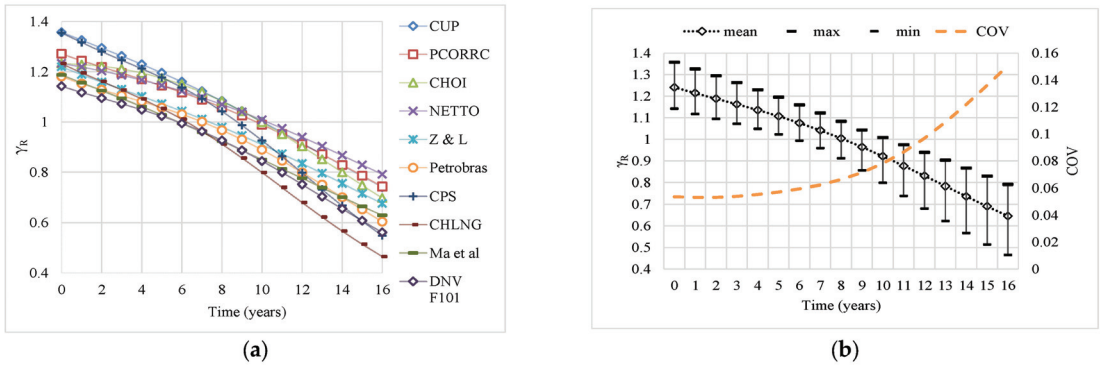 1.4
1.2
1
0.8
0.6
0.4
γR
0 2 4 6 8 10 12 14 16
Time (years)
CUP
PCORRC
CHOI
NETTO
Z & L
Petrobras
CPS
CHLNG
Ma et al
DNV
F101
(a)
mean max min COV
1.4
1.3
1.2
1.1
1
0.9
0.8
0.7
0.6
0.5
0.4
γR
0.16
0.14
0.12
0.1
0.08
0.06
0.04
0.02
0
COV
0 1 2 3 4 5 6 7 8 9 10 11 12 13 14 15 16
Time (years)
(b)